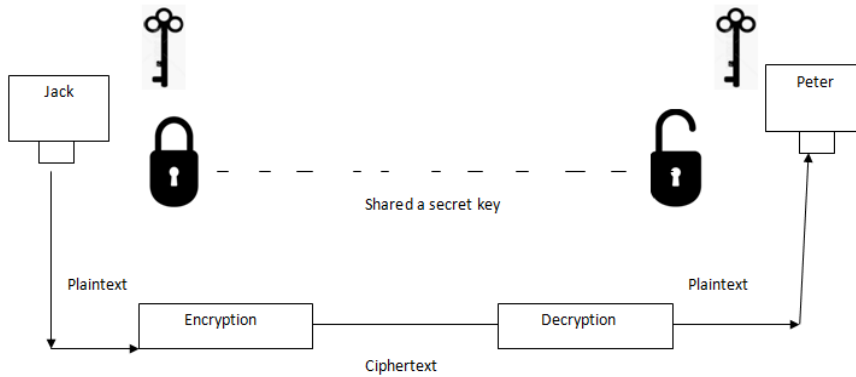 Jack
Peter
Shared a secret key
Plaintext
Plaintext
Encryption
Decryption
Ciphertext